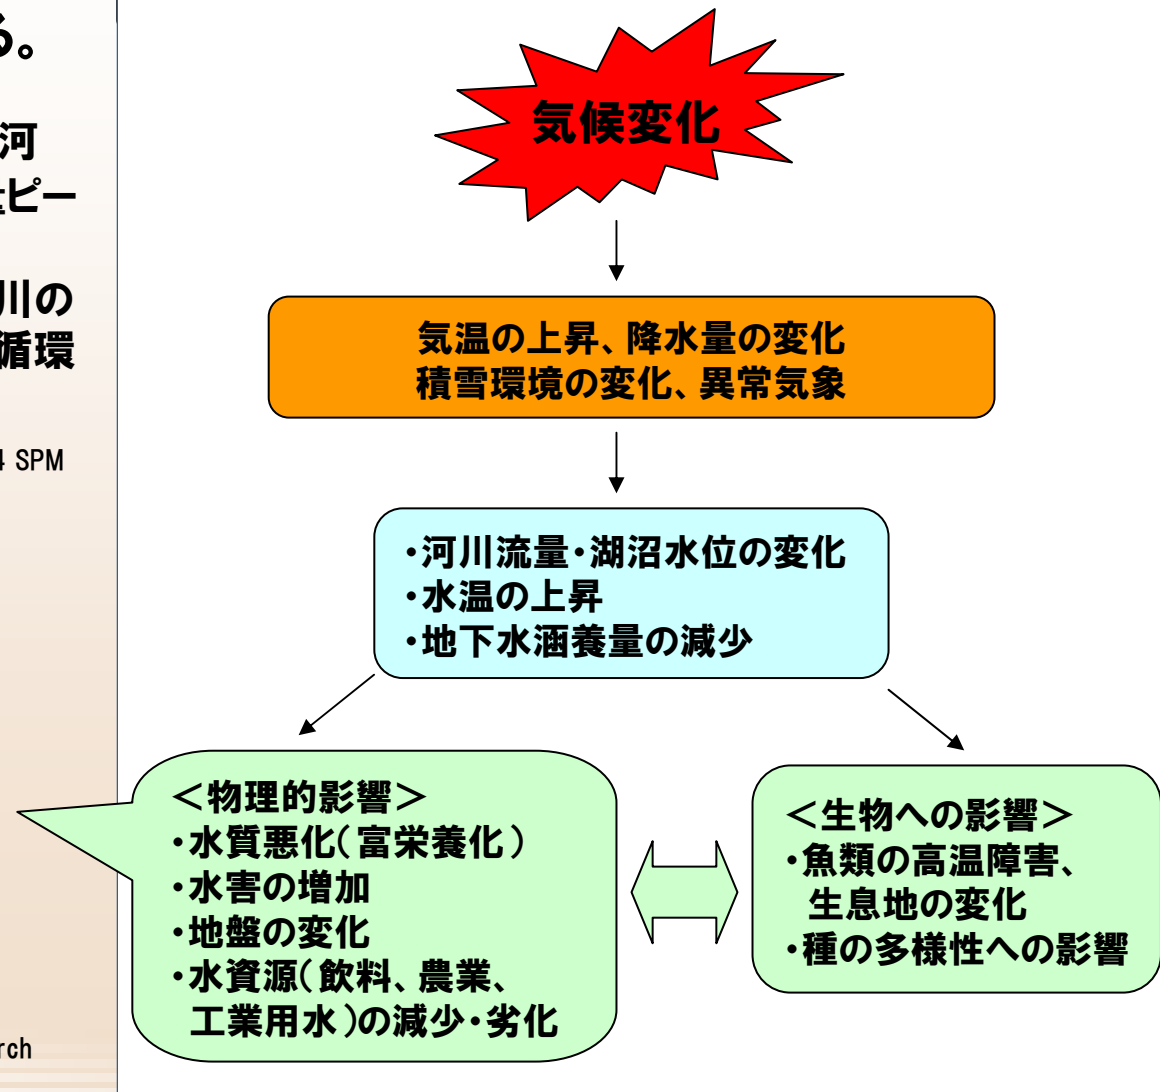 る。
河
ピー
川の
循環
4 SPM
rch
気候変化
気温の上昇、降水量の変化
積雪環境の変化、異常気象
・河川流量・湖沼水位の変化
・水温の上昇
・地下水涵養量の減少
＜物理的影響＞
・水質悪化(富栄養化)
・水害の増加
・地盤の変化
・水資源(飲料、農業、
工業用水)の減少・劣化
＜生物への影響＞
・魚類の高温障害、
生息地の変化
・種の多様性への影響